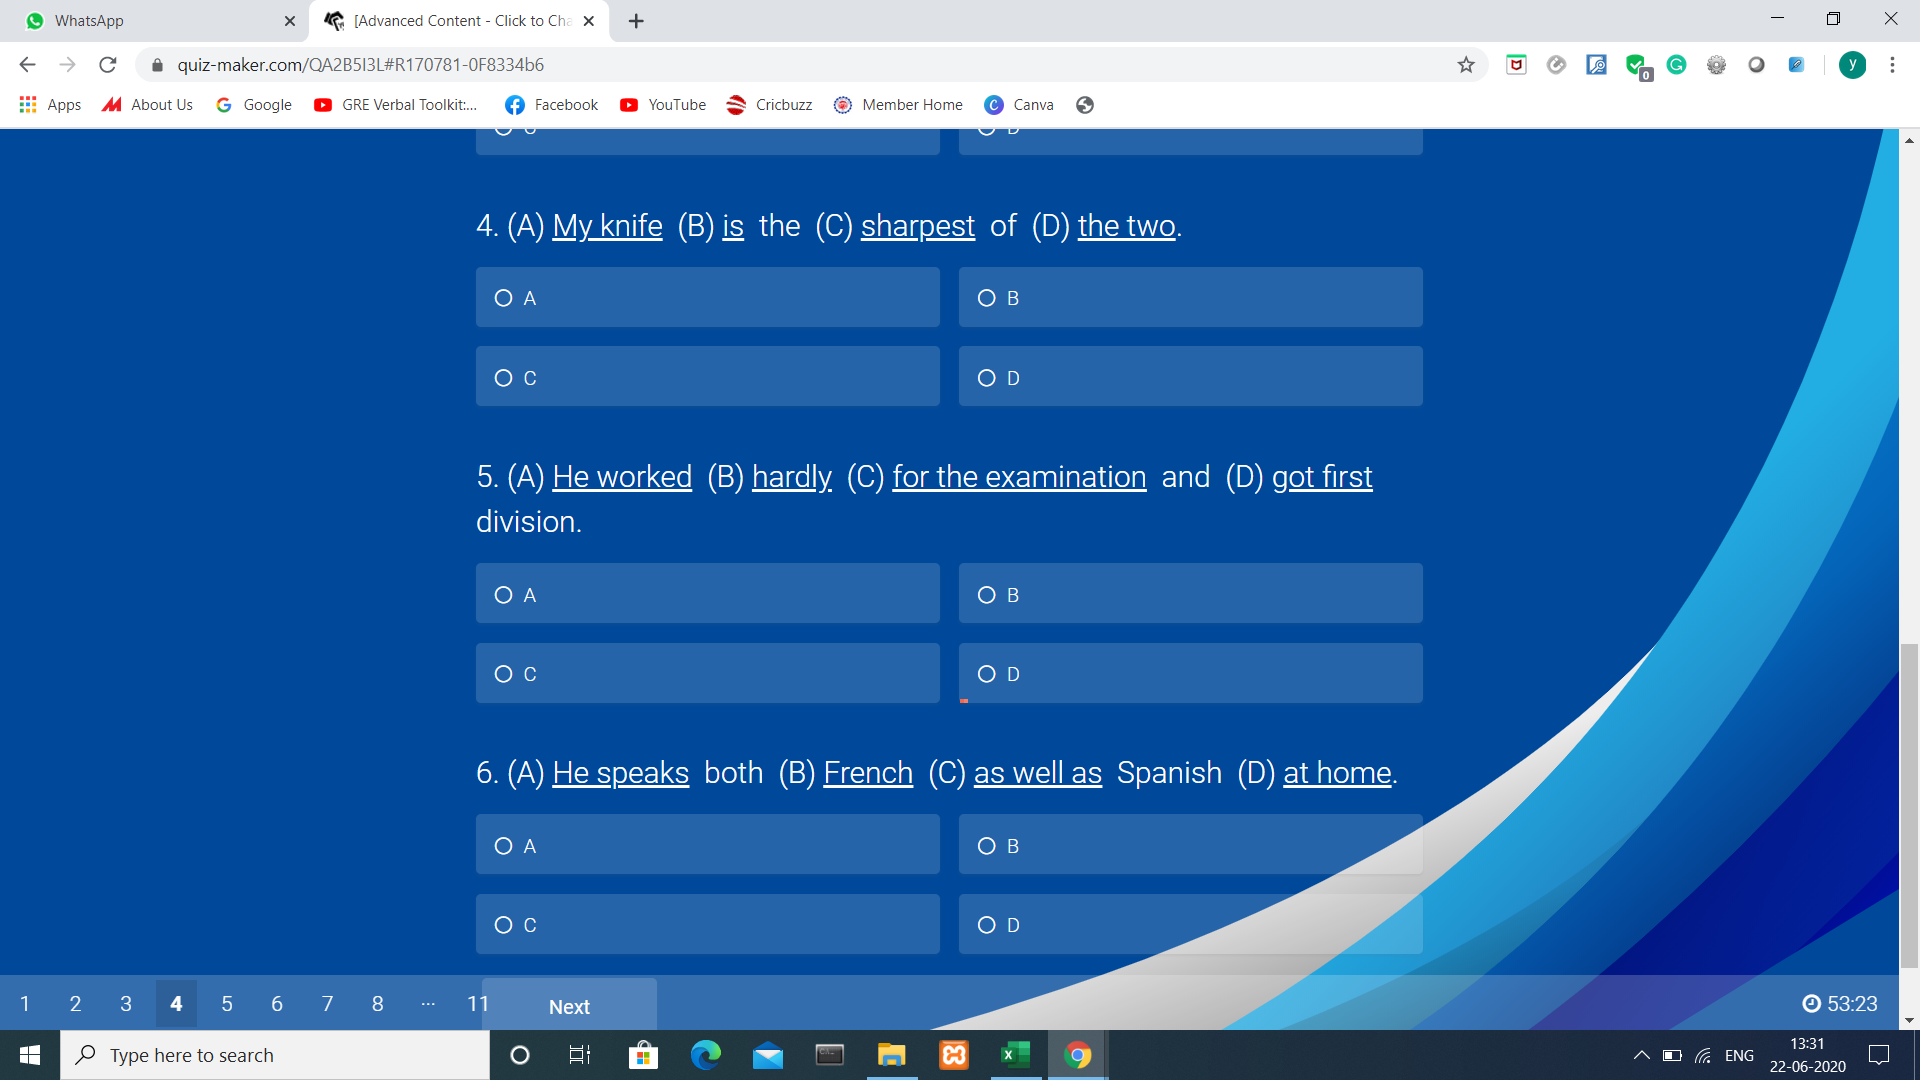 WhatsApp
[Advanced Content - Click to Cha
quiz-maker.com/QA2B5I3L#R170781-0F8334b6
0
y
Apps
About Us
Google
GRE Verbal Toolkit:...
Facebook
YouTube
Cricbuzz
Member Home
Canva
4. (A) My knife (B) is the (C) sharpest of (D) the two.
A
B
C
D
5. (A) He worked (B) hardly (C) for the examination and (D) got first
division.
A
B
C
D
6. (A) He speaks both (B) French (C) as well as Spanish (D) at home.
A
B
C
D
1 2 3 4 5 6 7 8 ... 11
Next
53:23
Type here to search
ENG
13:31
22-06-2020